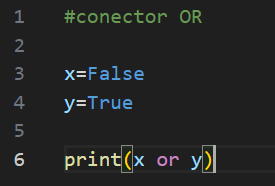 1 #conector OR
2
3 x=False
4 y=True
5
6 print(x or y)